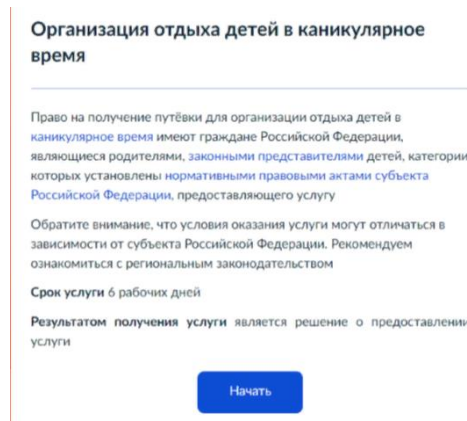 Организация отдыха детей в каникулярное
время
Право на получение путёвки для организации отдыха детей в
каникулярное время имеют граждане Российской Федерации,
являющиеся родителями, законными представителями детей, категории
которых установлены нормативными правовыми актами субъекта
Российской Федерации, предоставляющего услугу
Обратите внимание, что условия оказания услуги могут отличаться в
зависимости от субъекта Российской Федерации. Рекомендуем
ознакомиться с региональным законодательством
Срок услуги 6 рабочих дней
Результатом получения услуги является решение о предоставлении
услуги
Начать